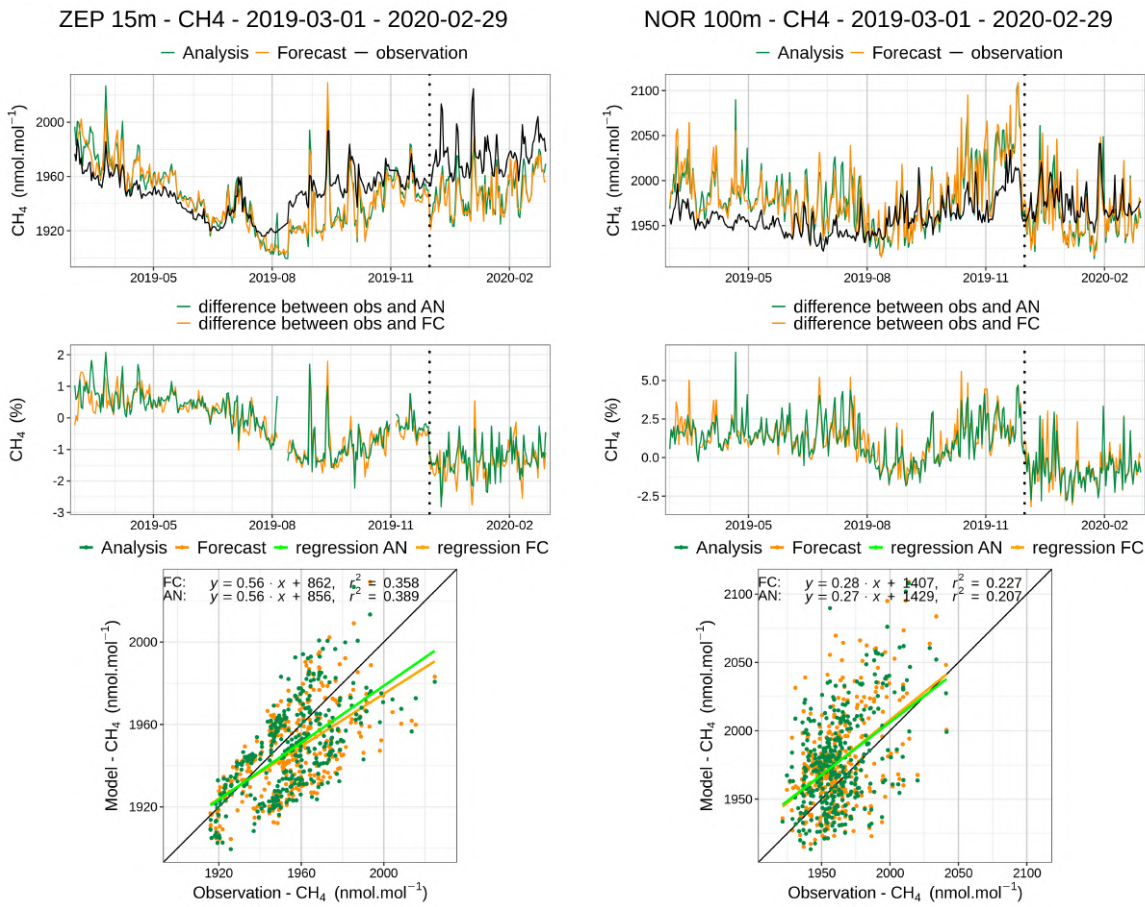 ZEP 15m - CH4 - 2019-03-01 - 2020-02-29
Analysis Forecast observation
CH₄ (nmol.mol⁻¹)
2000
1960
1920
2019-05 2019-08 2019-11 2020-02
difference between obs and AN
difference between obs and FC
CH₄ (%)
2
1
0
-1
-2
-3
2019-05 2019-08 2019-11 2020-02
Analysis Forecast regression AN regression FC
FC: y = 0.56 · x + 862, r² = 0.358
AN: y = 0.56 · x + 856, r² = 0.389
Model - CH₄ (nmol.mol⁻¹)
2000
1960
1920
1920 1960 2000
Observation - CH₄ (nmol.mol⁻¹)
NOR 100m - CH4 - 2019-03-01 - 2020-02-29
Analysis Forecast observation
CH₄ (nmol.mol⁻¹)
2100
2050
2000
1950
2019-05 2019-08 2019-11 2020-02
difference between obs and AN
difference between obs and FC
CH₄ (%)
5.0
2.5
0.0
-2.5
2019-05 2019-08 2019-11 2020-02
Analysis Forecast regression AN regression FC
FC: y = 0.28 · x + 1407, r² = 0.227
AN: y = 0.27 · x + 1429, r² = 0.207
Model - CH₄ (nmol.mol⁻¹)
2100
2050
2000
1950
1950 2000 2050 2100
Observation - CH₄ (nmol.mol⁻¹)